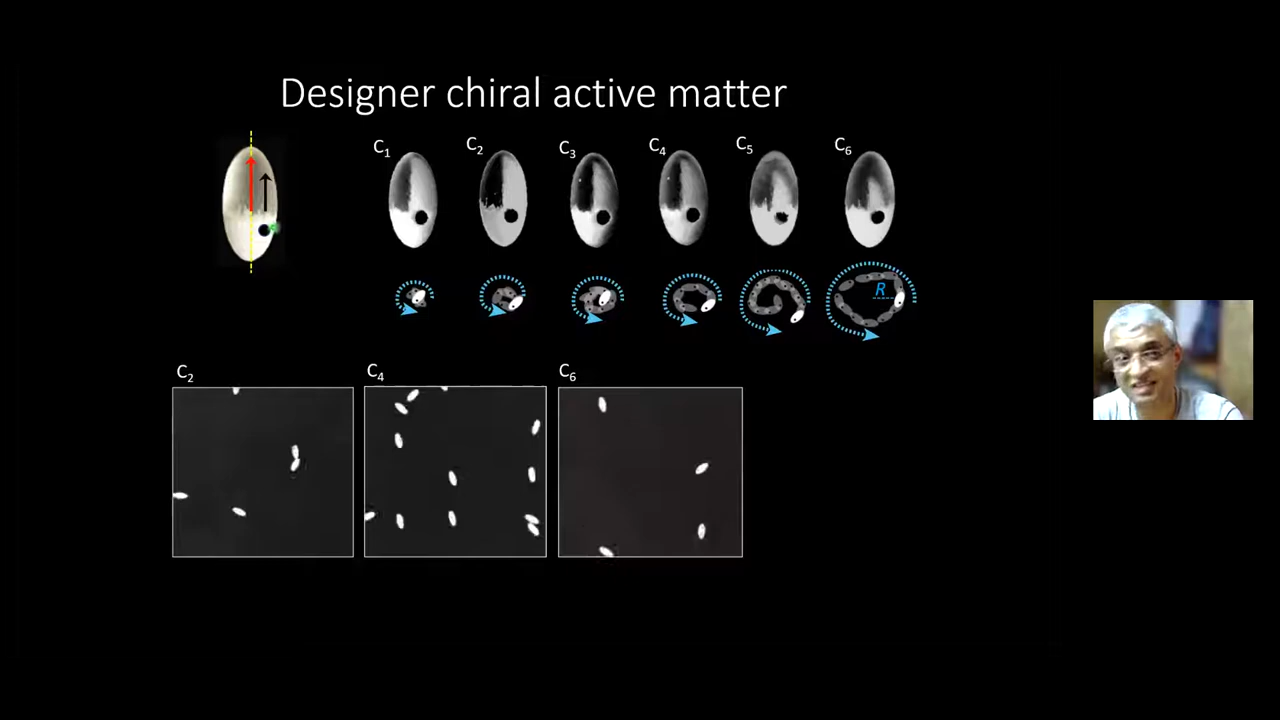 Designer chiral active matter
C₁ C₂ C₃ C₄ C₅ C₆
R
C₂ C₄ C₆